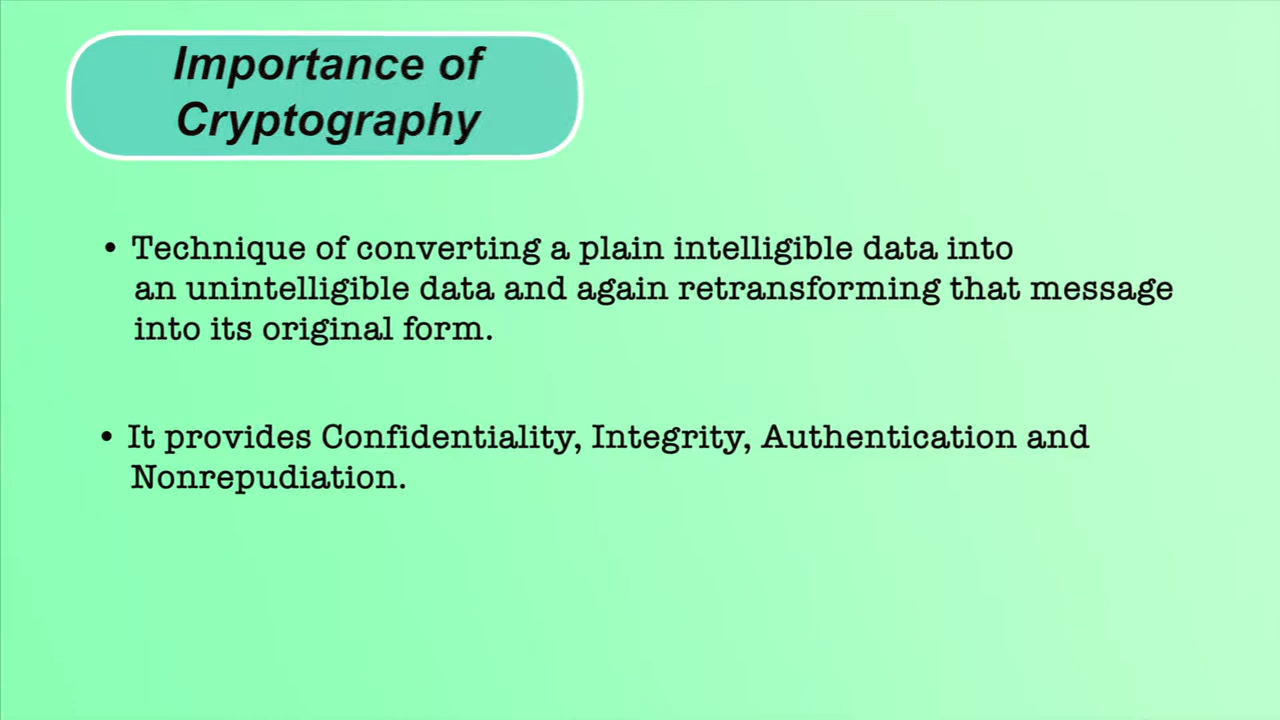 Importance of
Cryptography
• Technique of converting a plain intelligible data into
an unintelligible data and again retransforming that message
into its original form.
• It provides Confidentiality, Integrity, Authentication and
Nonrepudiation.